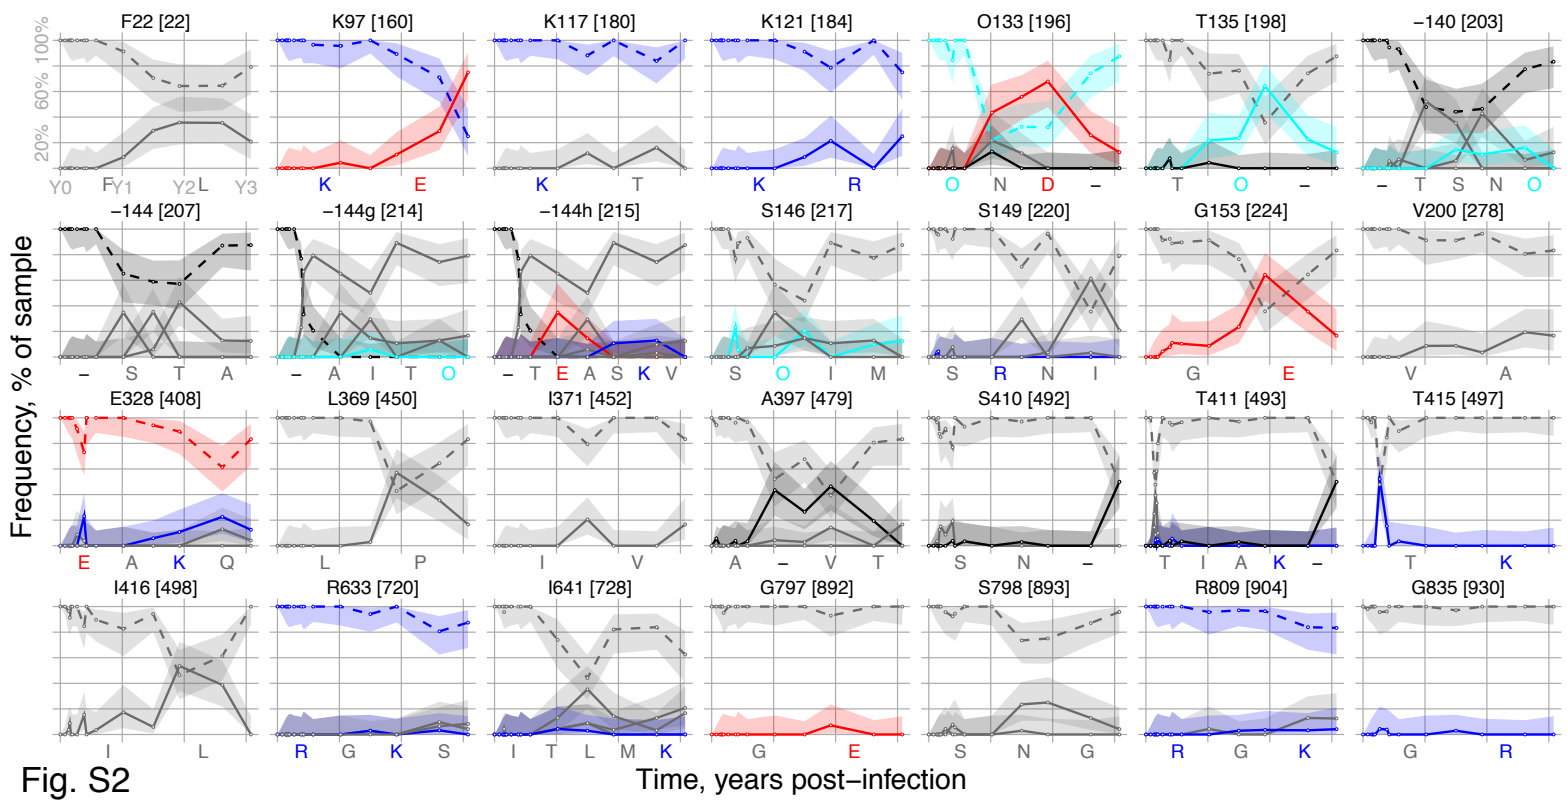 F22 [22] K97 [160] K117 [180] K121 [184] O133 [196] T135 [198] −140 [203]
100%
60%
20%
Y0 Y1 Y2 Y3
F L K E K T K R O N D − T O − − T S N O
−144 [207] −144g [214] −144h [215] S146 [217] S149 [220] G153 [224] V200 [278]
− S T A − A I T O − T E A S K V S O I M S R N I G E V A
E328 [408] L369 [450] I371 [452] A397 [479] S410 [492] T411 [493] T415 [497]
E A K Q L P I V A − V T S N − T I A K − T K
I416 [498] R633 [720] I641 [728] G797 [892] S798 [893] R809 [904] G835 [930]
I L R G K S I T L M K G E S N G R G K G R
Frequency, % of sample
Time, years post−infection
Fig. S2